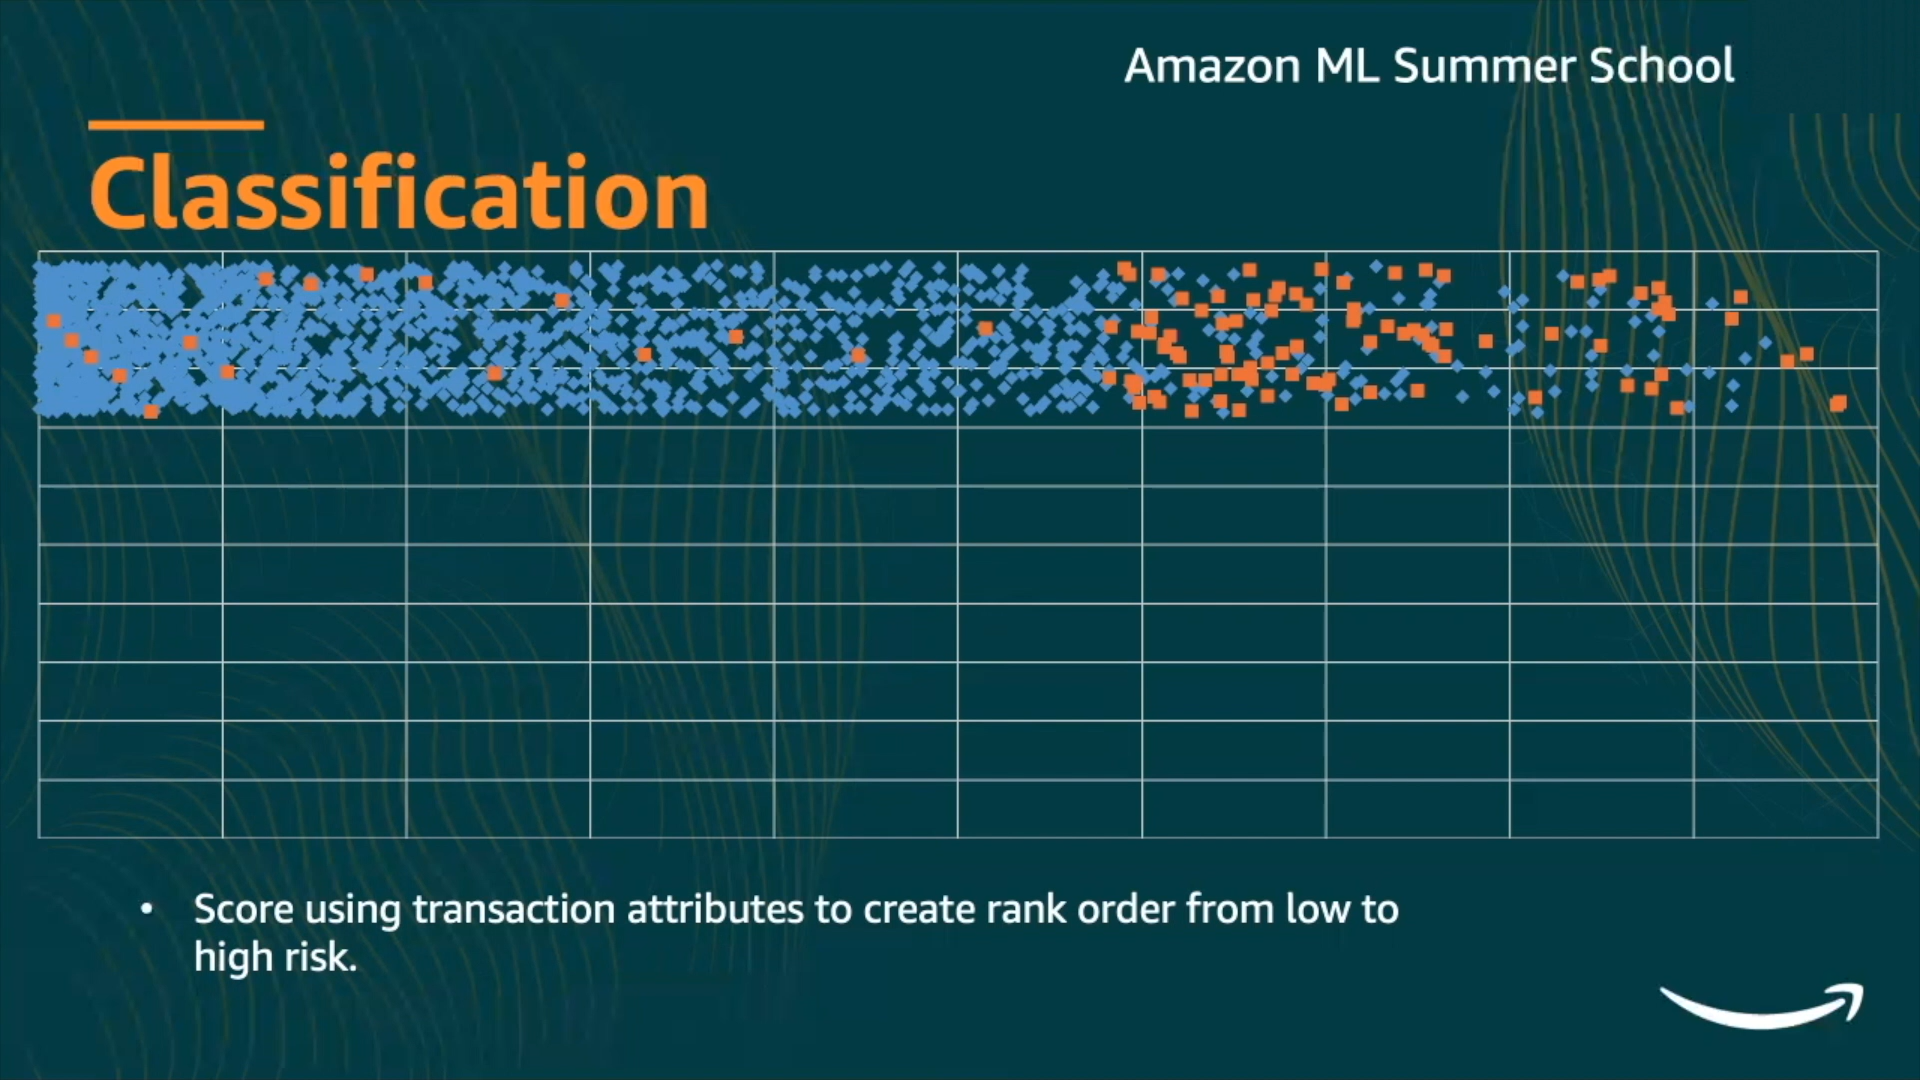 Amazon ML Summer School
Classification
• Score using transaction attributes to create rank order from low to
high risk.